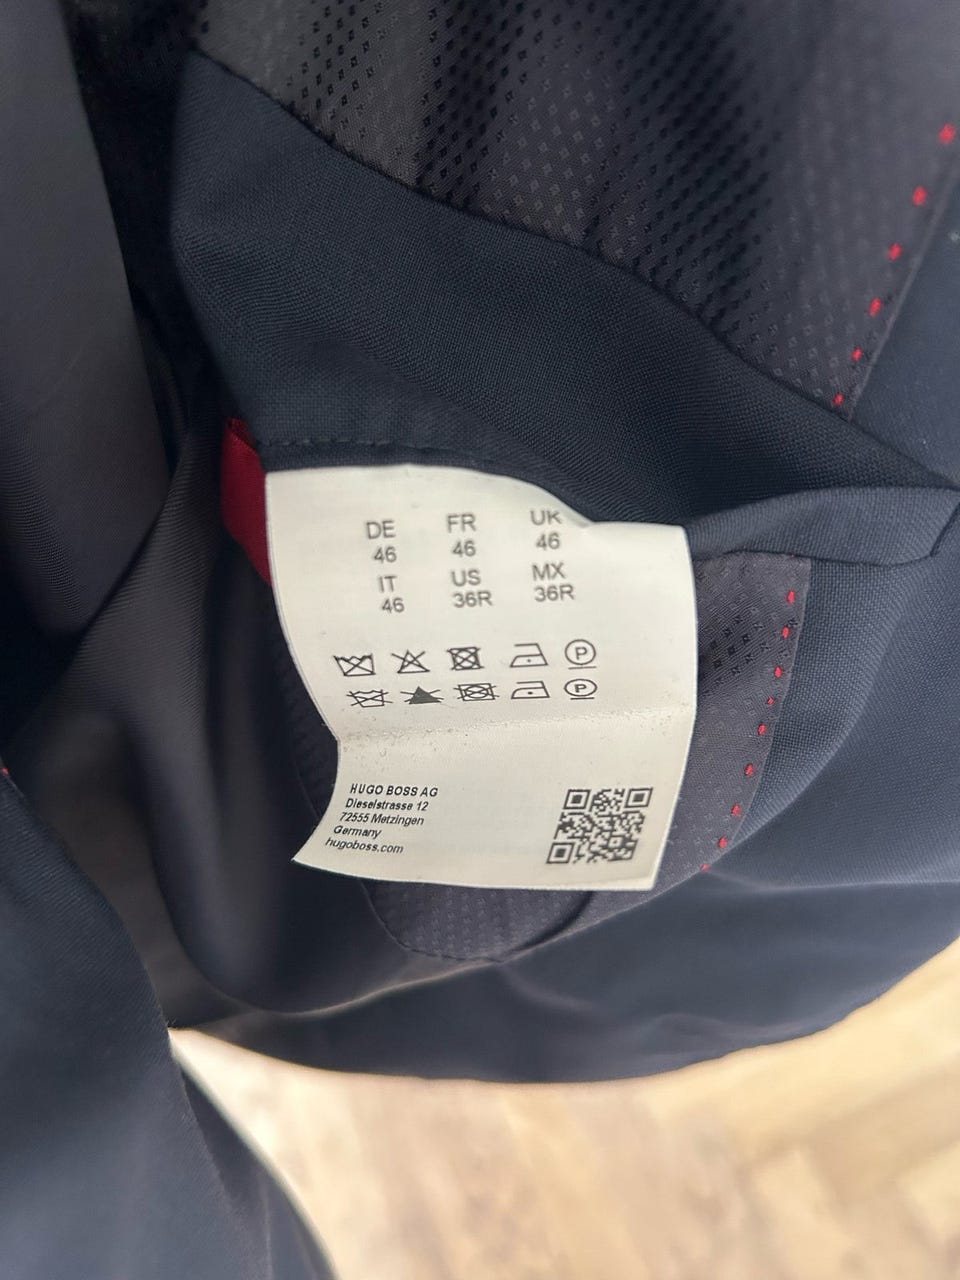 DE FR UK
46 46 46
IT US MX
46 36R 36R
P
P
HUGO BOSS AG
Dieselstrasse 12
72555 Metzingen
Germany
hugoboss.com